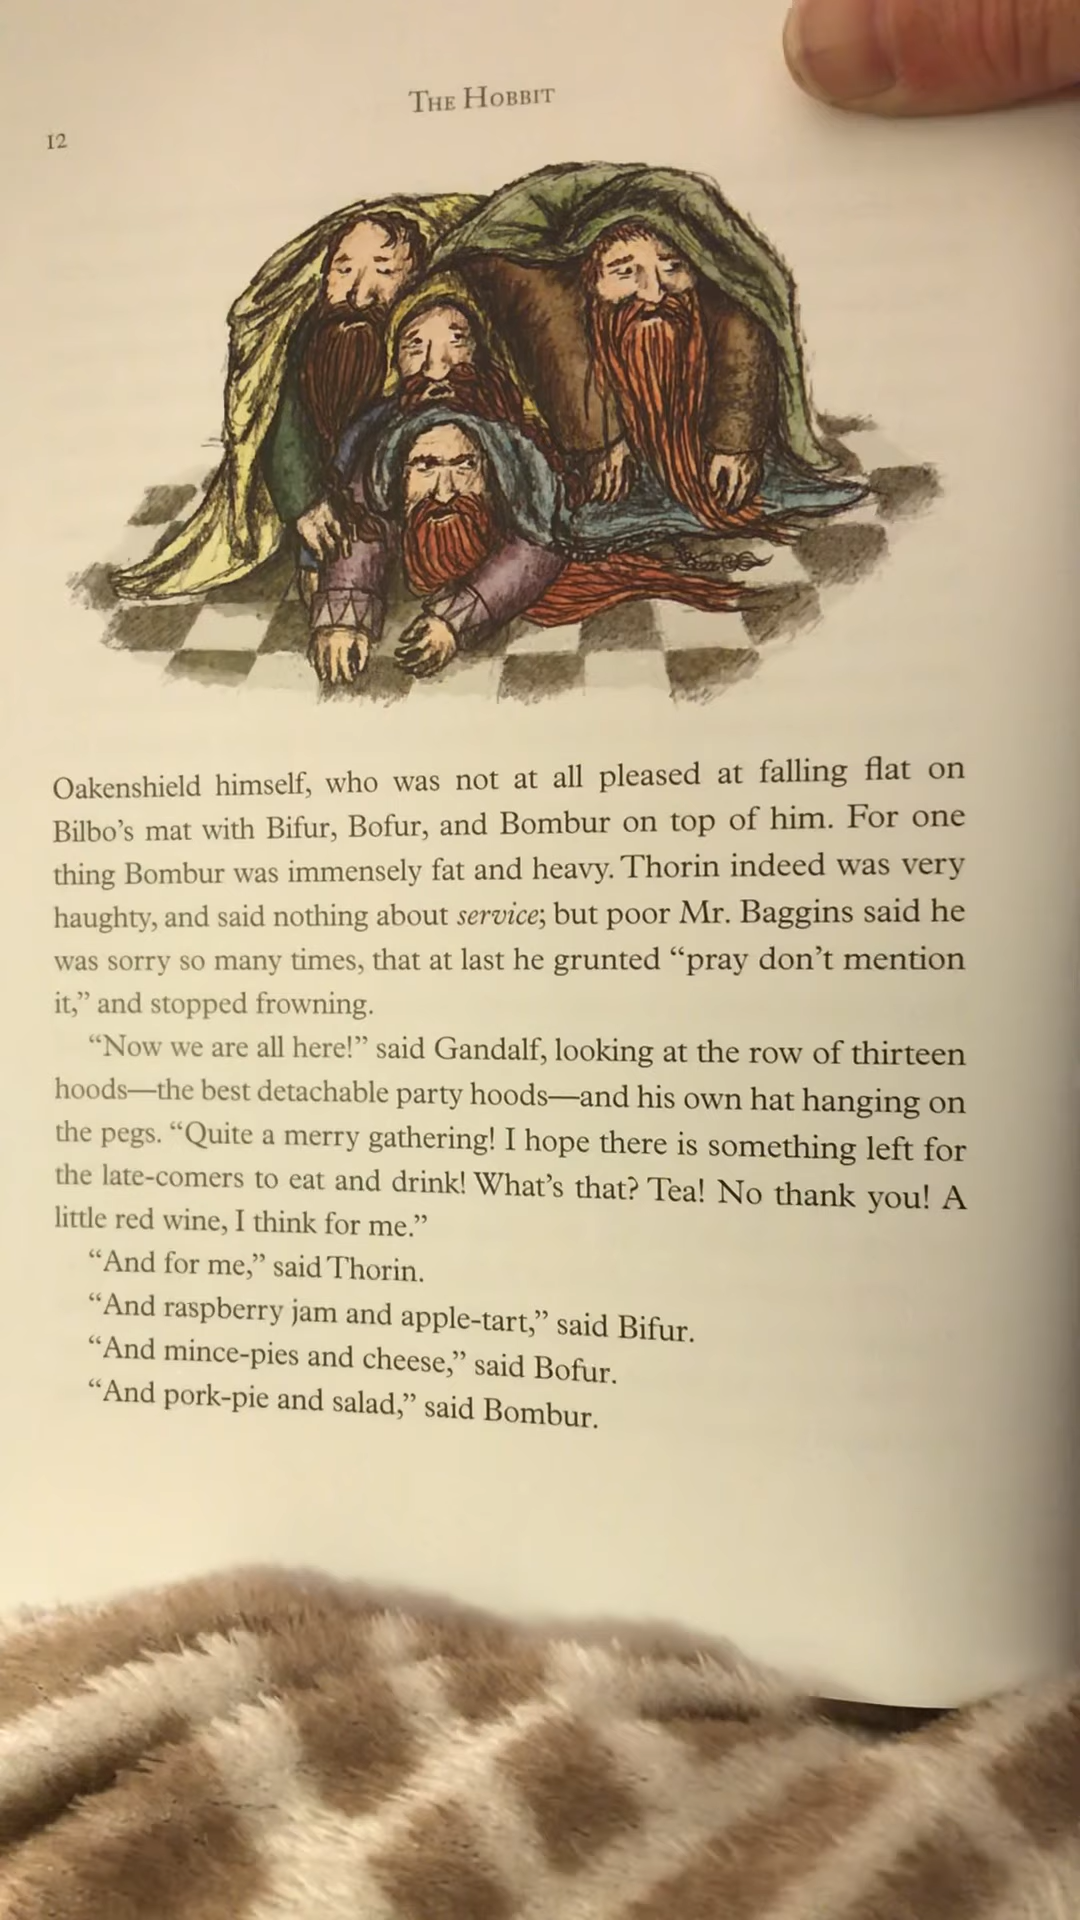 The Hobbit
12
Oakenshield himself, who was not at all pleased at falling flat on
Bilbo’s mat with Bifur, Bofur, and Bombur on top of him. For one
thing Bombur was immensely fat and heavy. Thorin indeed was very
haughty, and said nothing about service; but poor Mr. Baggins said he
was sorry so many times, that at last he grunted “pray don’t mention
it,” and stopped frowning.
“Now we are all here!” said Gandalf, looking at the row of thirteen
hoods—the best detachable party hoods—and his own hat hanging on
the pegs. “Quite a merry gathering! I hope there is something left for
the late-comers to eat and drink! What’s that? Tea! No thank you! A
little red wine, I think for me.”
“And for me,” said Thorin.
“And raspberry jam and apple-tart,” said Bifur.
“And mince-pies and cheese,” said Bofur.
“And pork-pie and salad,” said Bombur.